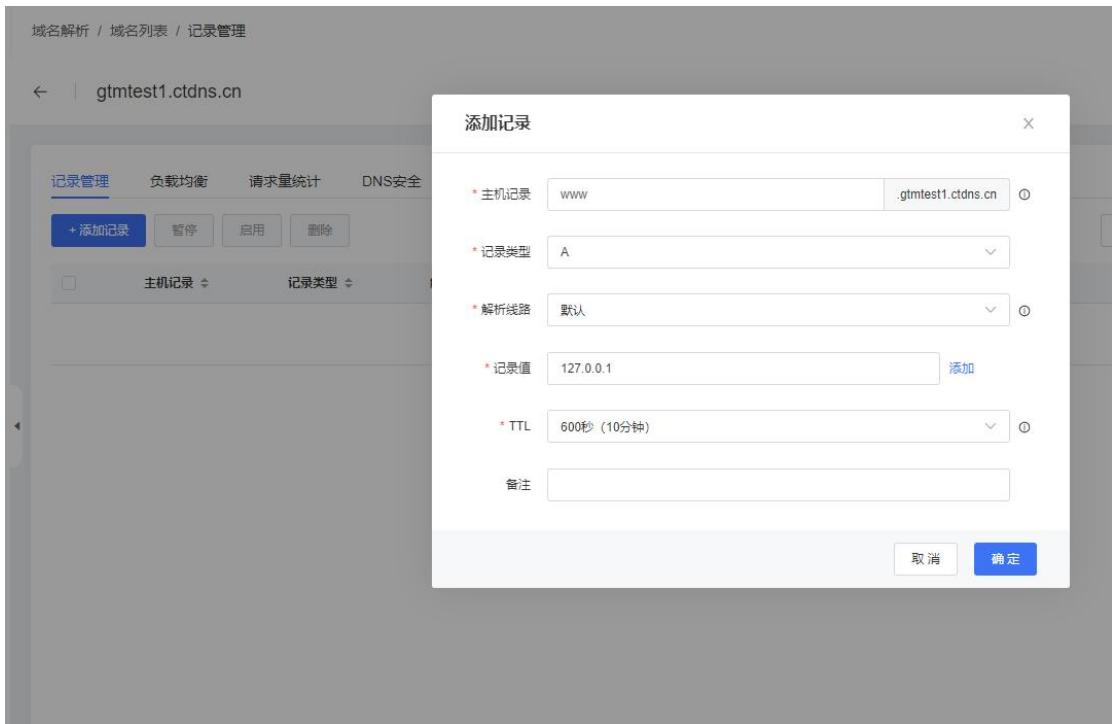 域名解析 / 域名列表 / 记录管理
gtmtest1.ctdns.cn
添加记录
记录管理 负载均衡 请求量统计 DNS安全
+ 添加记录 暂停 启用 删除
主机记录 记录类型
* 主机记录 www .gtmtest1.ctdns.cn
* 记录类型 A
* 解析线路 默认
* 记录值 127.0.0.1 添加
* TTL 600秒（10分钟）
备注
取消 确定